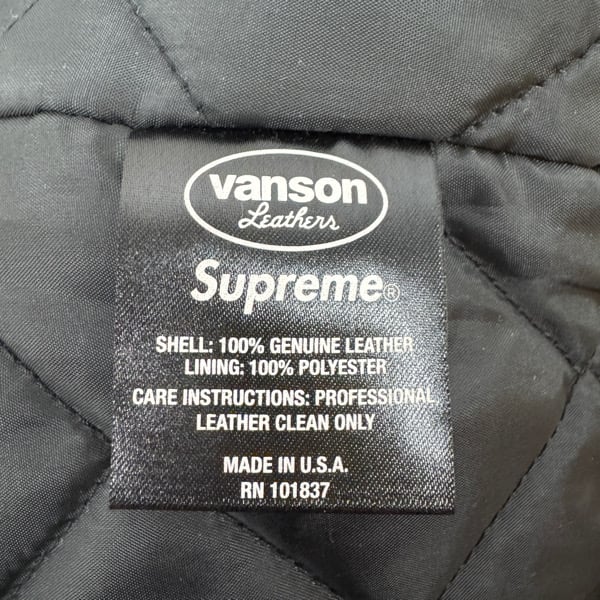 vanson
Leathers
Supreme®
SHELL: 100% GENUINE LEATHER
LINING: 100% POLYESTER
CARE INSTRUCTIONS: PROFESSIONAL
LEATHER CLEAN ONLY
MADE IN U.S.A.
RN 101837